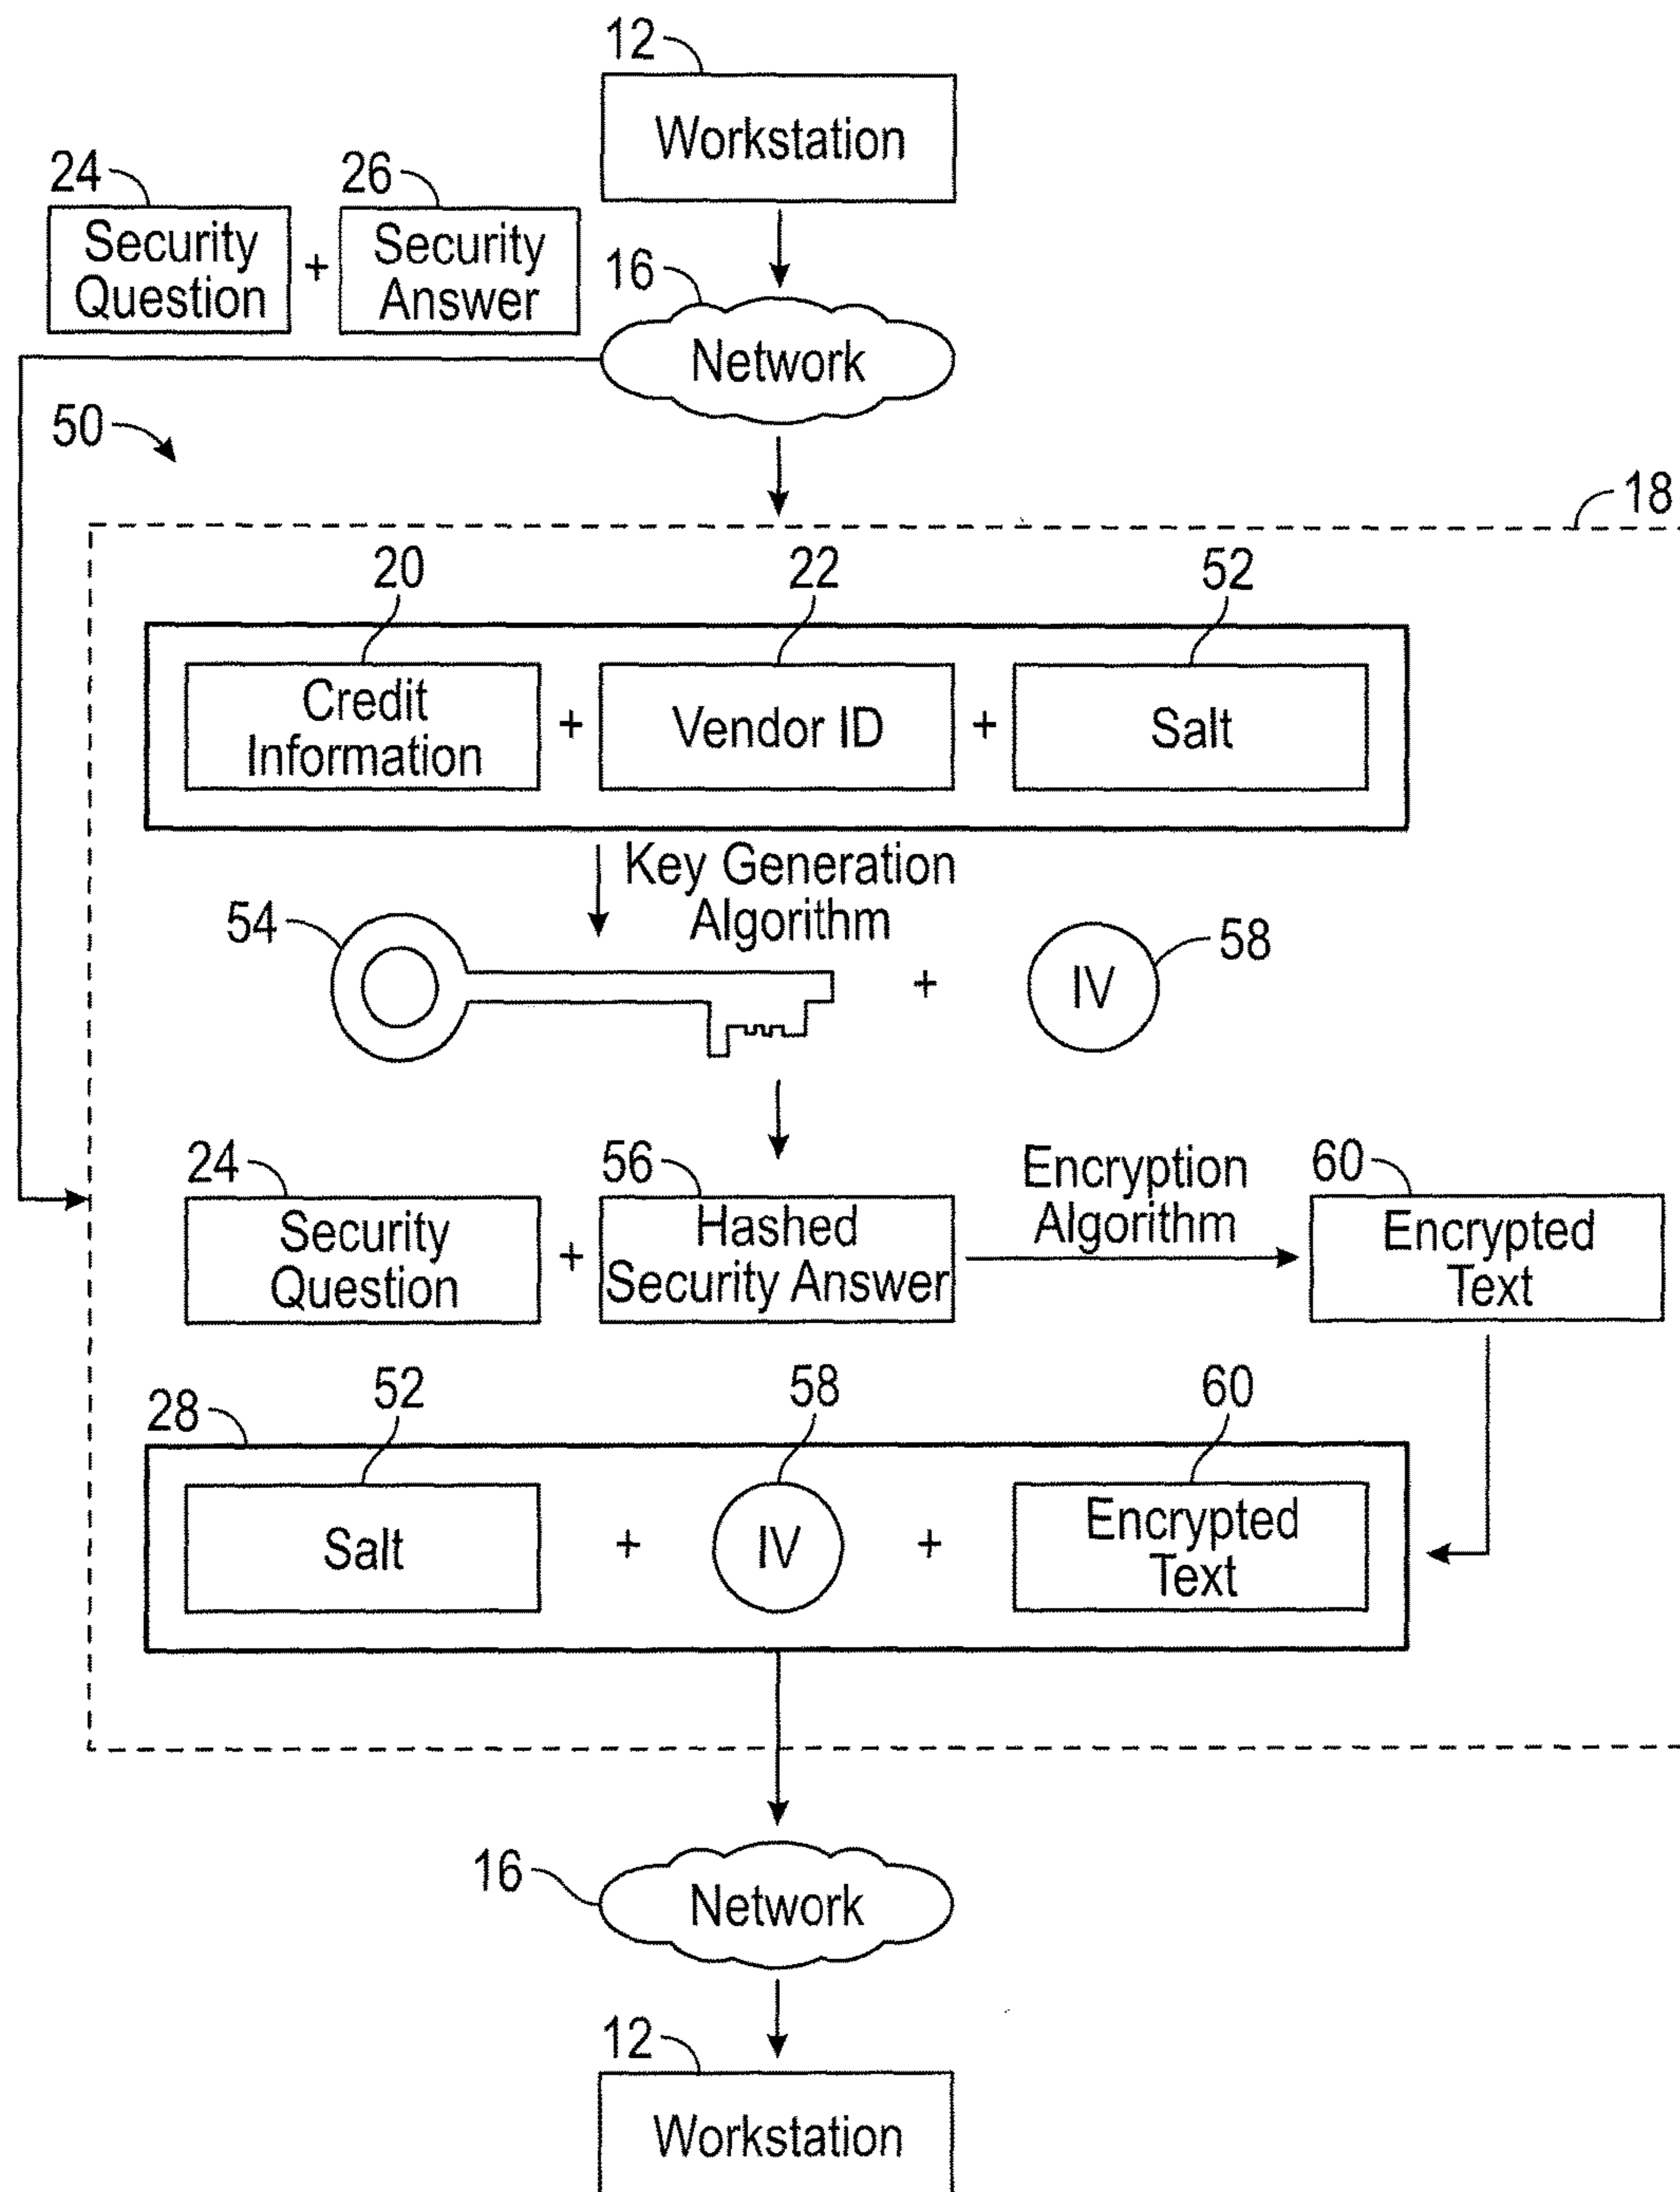 12
Workstation
24
26
Security
Question
+
Security
Answer
16
Network
50
18
20
22
52
Credit
Information
+
Vendor ID
+
Salt
Key Generation
Algorithm
54
+
IV
58
24
56
Encryption
Algorithm
60
Security
Question
+
Hashed
Security Answer
Encrypted
Text
28
52
58
60
Salt
+
IV
+
Encrypted
Text
16
Network
12
Workstation